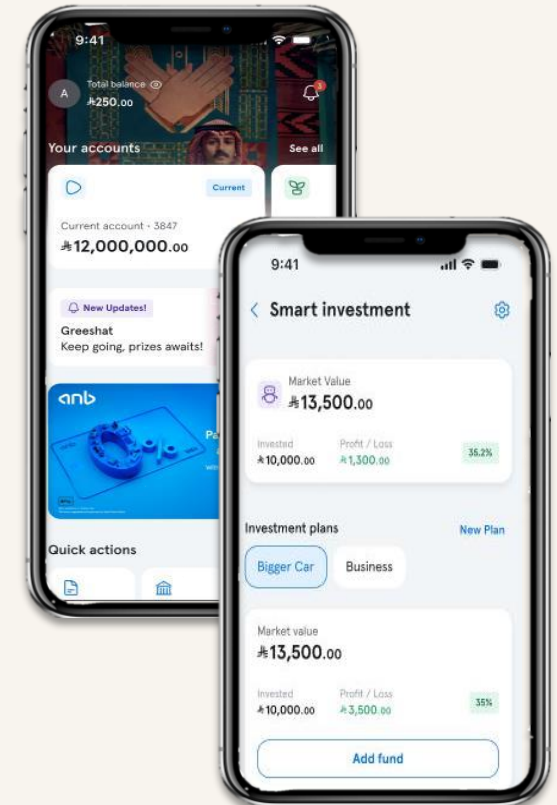 9:41
A
Total balance
3
⃁250.00
Your accounts
See all
Current
Current account • 3847
⃁12,000,000.00
New Updates!
Greeshat
Keep going, prizes awaits!
anb
0%
anb
Quick actions
9:41
Smart investment
Market Value
⃁13,500.00
Invested
Profit / Loss
⃁10,000.00
⃁1,300.00
35.2%
Investment plans
New Plan
Bigger Car
Business
Market value
⃁13,500.00
Invested
Profit / Loss
⃁10,000.00
⃁3,500.00
35%
Add fund